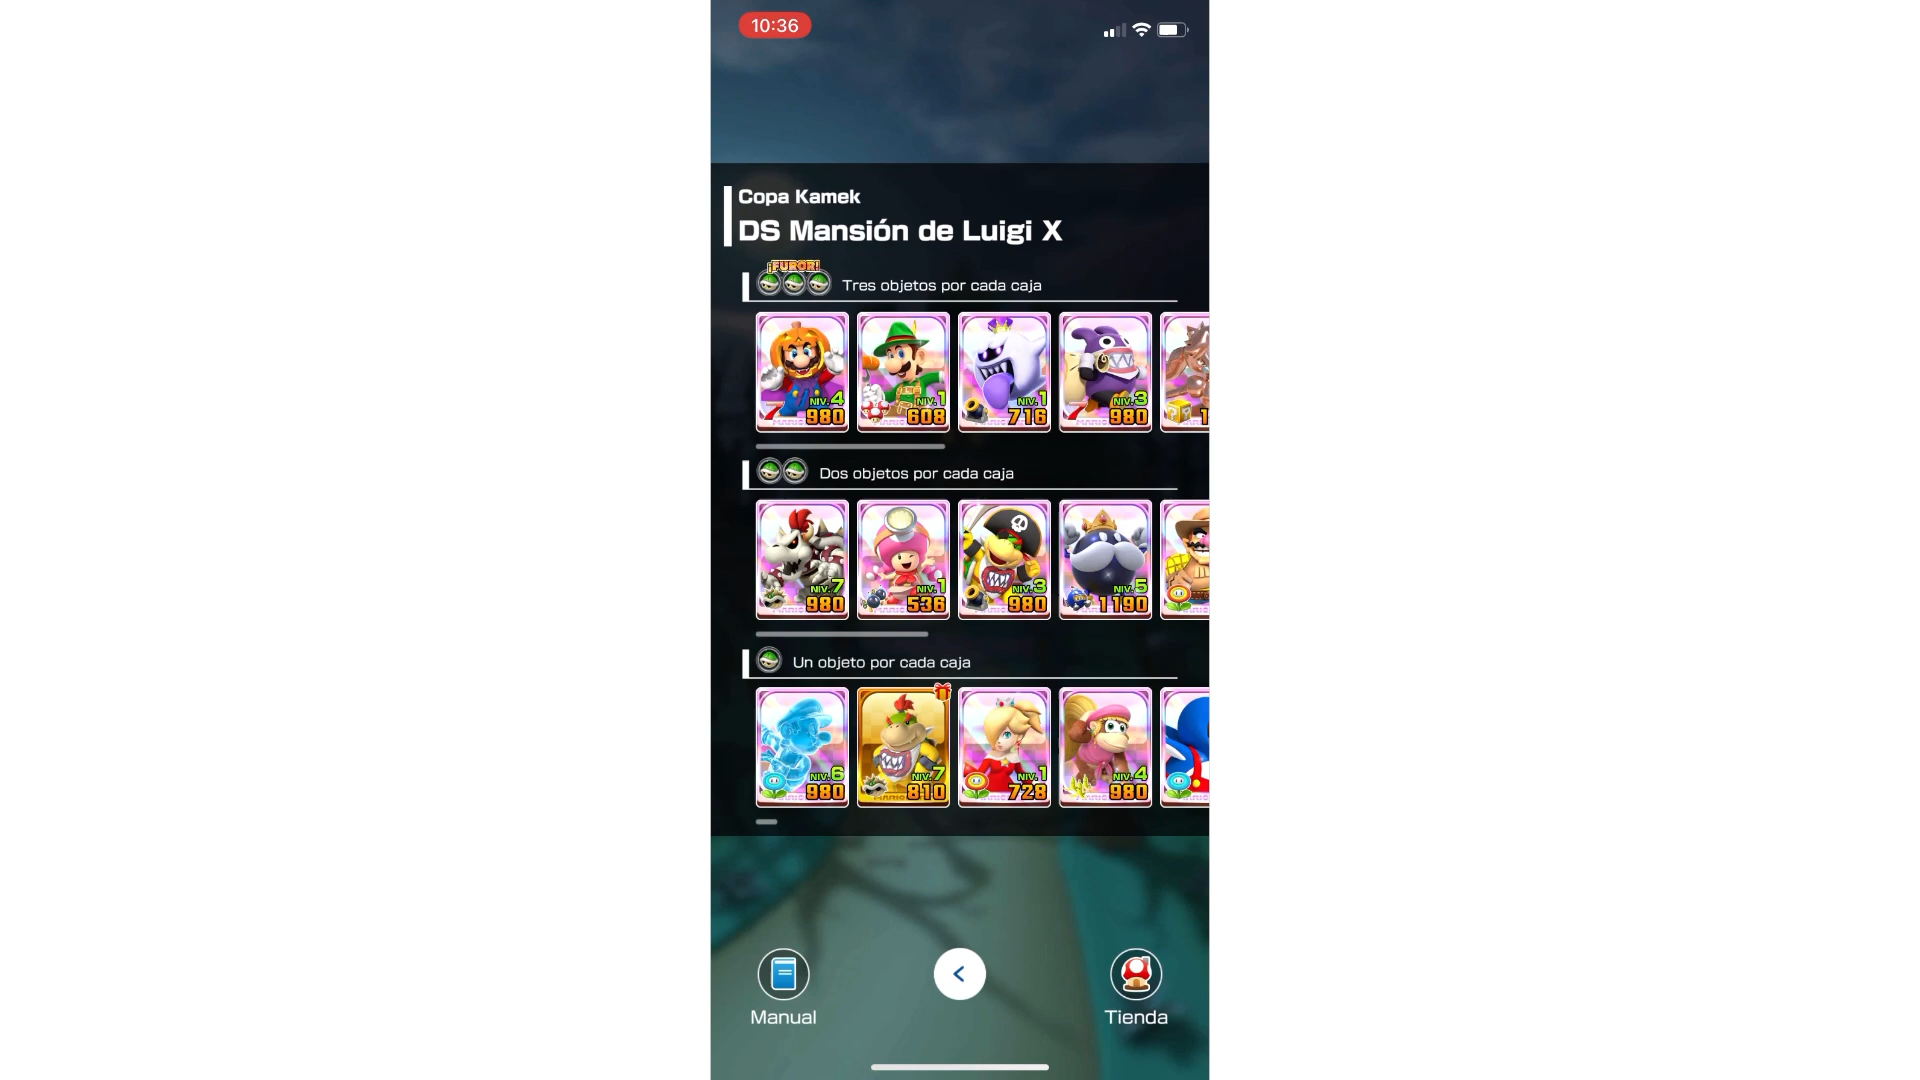 10:36
Copa Kamek
DS Mansión de Luigi X
¡FUROR!
Tres objetos por cada caja
NIV.4 NIV.1 NIV.1 NIV.3
980 608 716 980 1
Dos objetos por cada caja
NIV.7 NIV.1 NIV.3 NIV.5
980 536 980 1190
Un objeto por cada caja
NIV.6 NIV.7 NIV.1 NIV.4
980 810 728 980
Manual
Tienda